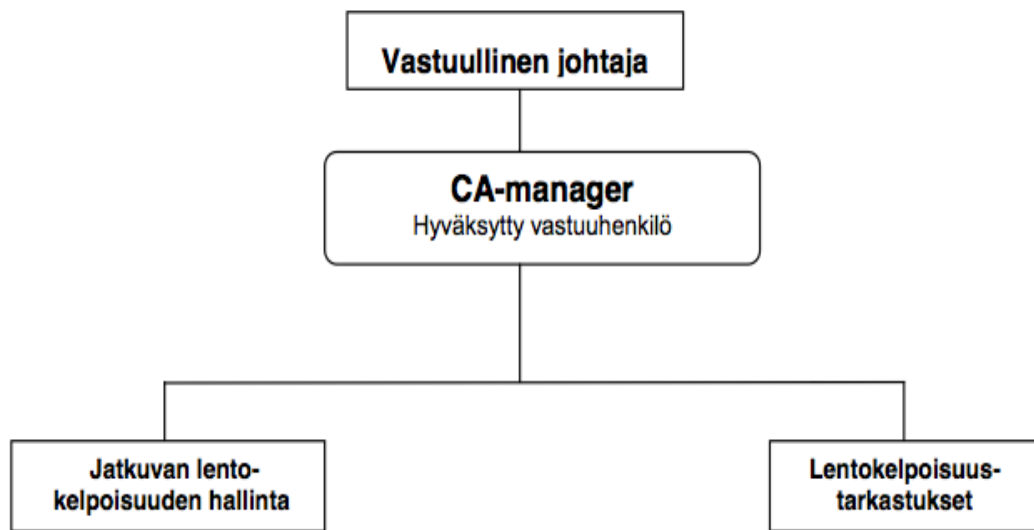 Vastuullinen johtaja
CA-manager
Hyväksytty vastuuhenkilö
Jatkuvan lento-
kelpoisuuden hallinta
Lentokelpoisuus-
tarkastukset